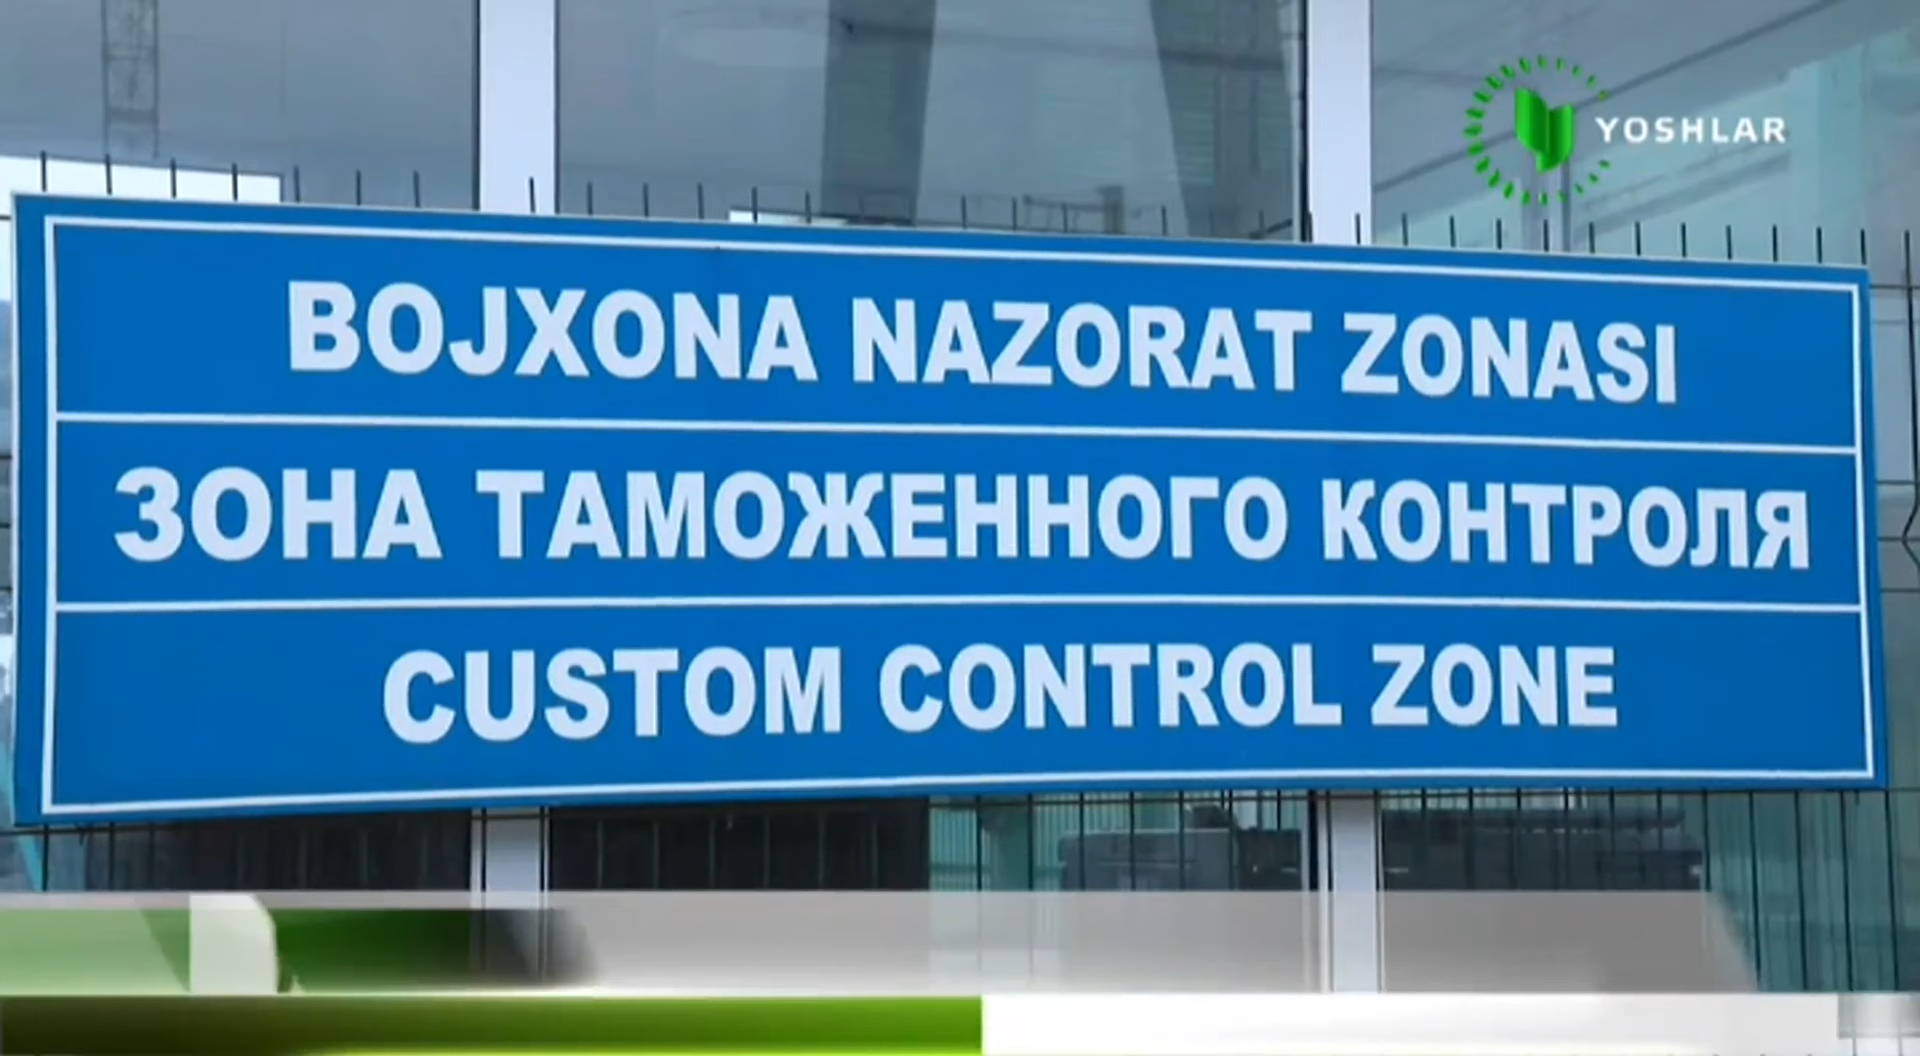 YOSHLAR
BOJXONA NAZORAT ZONASI
ЗОНА ТАМОЖЕННОГО КОНТРОЛЯ
CUSTOM CONTROL ZONE